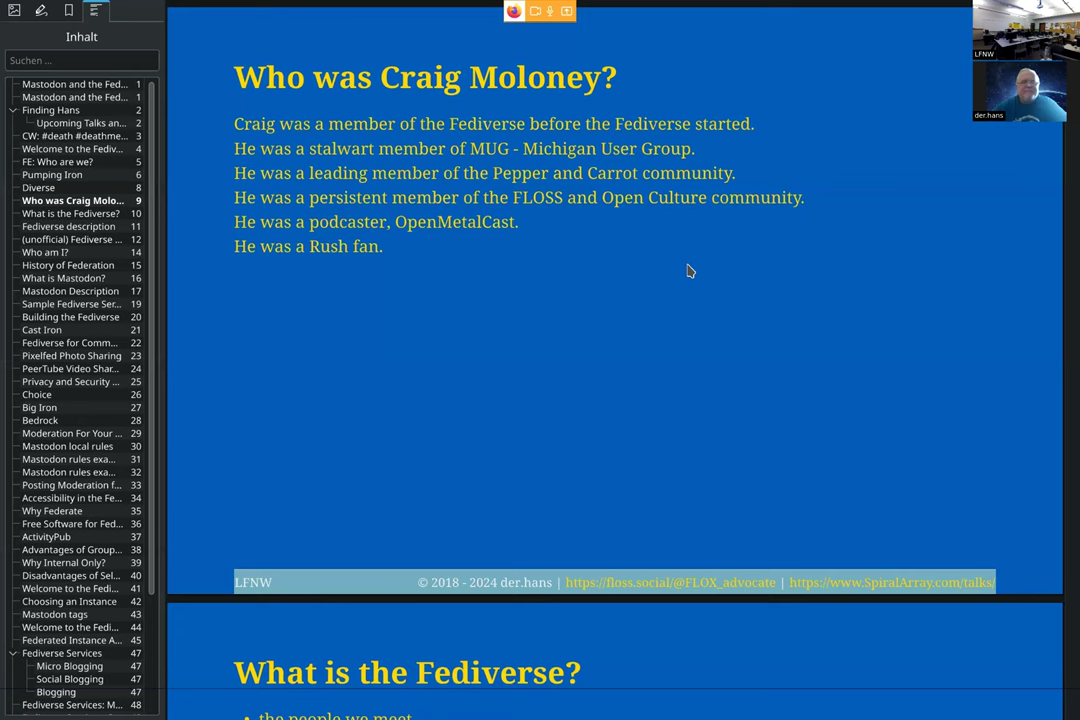 Inhalt
Suchen ...
Mastodon and the Fed... 1
Mastodon and the Fed... 1
Finding Hans 2
Upcoming Talks an... 2
CW: #death #deathme... 3
Welcome to the Fediv... 4
FE: Who are we? 5
Pumping Iron 6
Diverse 8
Who was Craig Molo... 9
What is the Fediverse? 10
Fediverse description 11
(unofficial) Fediverse ... 12
Who am I? 14
History of Federation 15
What is Mastodon? 16
Mastodon Description 17
Sample Fediverse Ser... 19
Building the Fediverse 20
Cast Iron 21
Fediverse for Comm... 22
Pixelfed Photo Sharing 23
PeerTube Video Shar... 24
Privacy and Security ... 25
Choice 26
Big Iron 27
Bedrock 28
Moderation For Your ... 29
Mastodon local rules 30
Mastodon rules exa... 31
Mastodon rules exa... 32
Posting Moderation f... 33
Accessibility in the Fe... 34
Why Federate 35
Free Software for Fed... 36
ActivityPub 37
Advantages of Group... 38
Why Internal Only? 39
Disadvantages of Sel... 40
Welcome to the Fedi... 41
Choosing an Instance 42
Mastodon tags 43
Welcome to the Fedi... 44
Federated Instance A... 45
Fediverse Services 47
Micro Blogging 47
Social Blogging 47
Blogging 47
Fediverse Services: M... 48
Who was Craig Moloney?
Craig was a member of the Fediverse before the Fediverse started.
He was a stalwart member of MUG - Michigan User Group.
He was a leading member of the Pepper and Carrot community.
He was a persistent member of the FLOSS and Open Culture community.
He was a podcaster, OpenMetalCast.
He was a Rush fan.
LFNW © 2018 - 2024 der.hans | https://floss.social/@FLOX_advocate | https://www.SpiralArray.com/talks/
What is the Fediverse?
• the people we meet
LFNW
der.hans